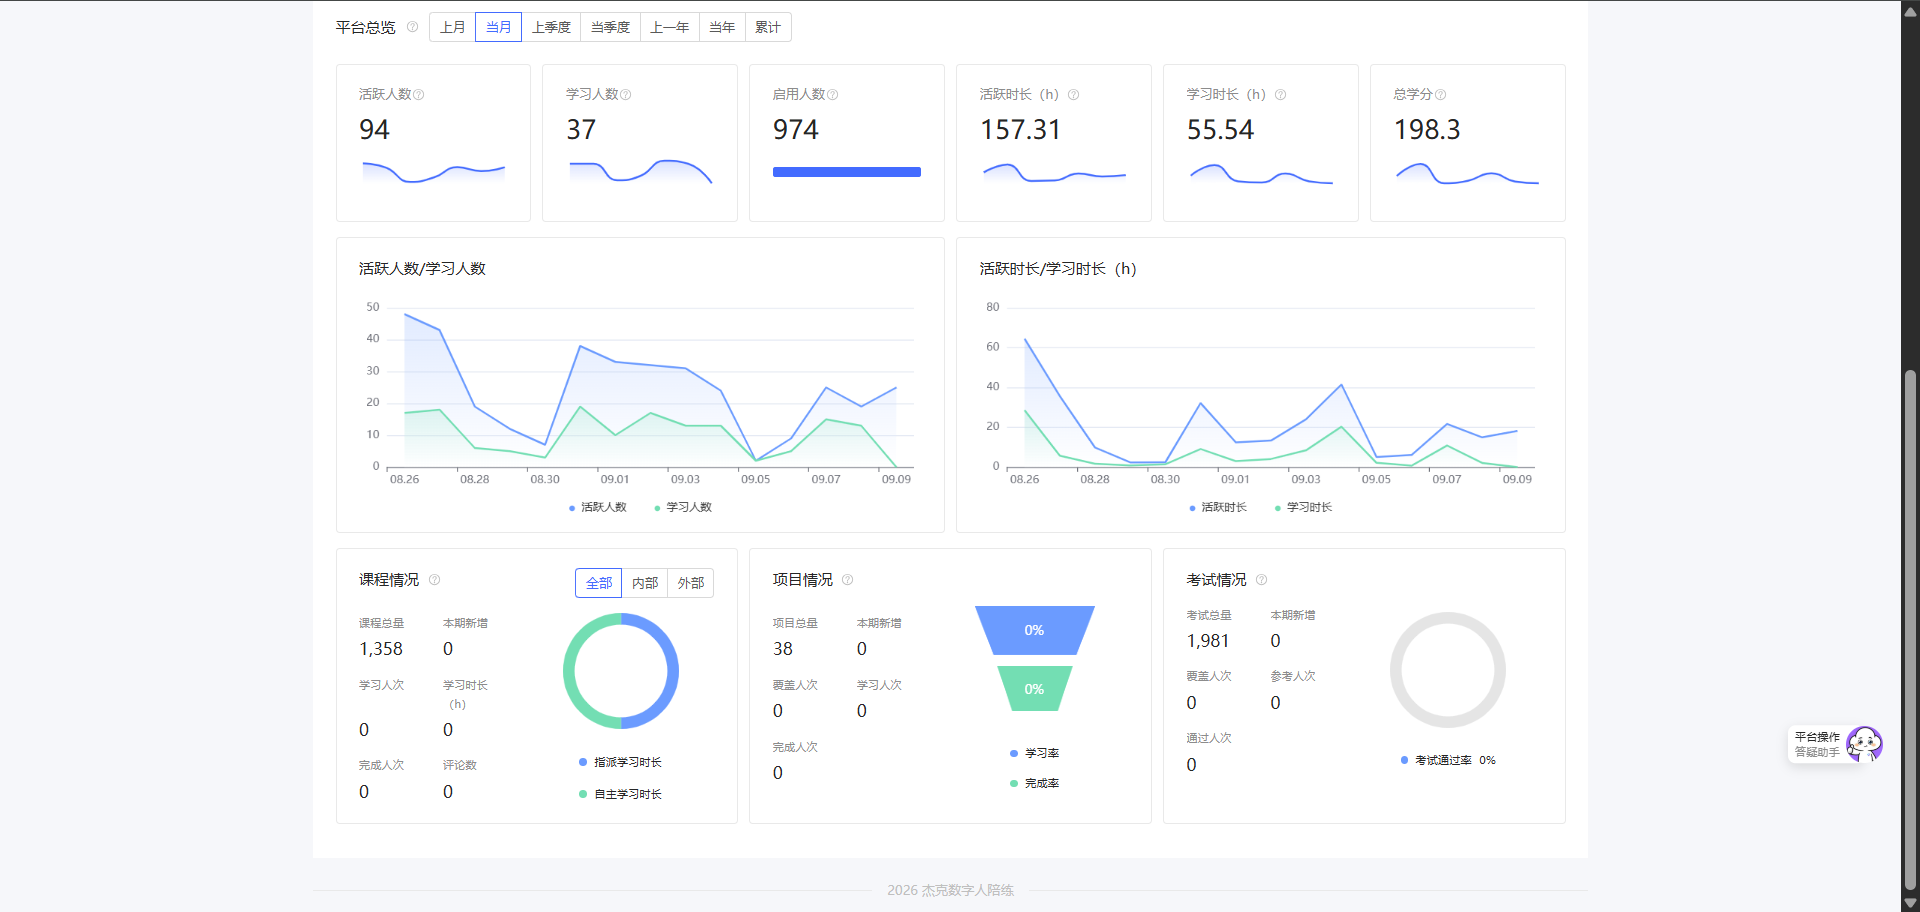 平台总览 上月 当月 上季度 当季度 上一年 当年 累计
活跃人数 学习人数 启用人数 活跃时长（h） 学习时长（h） 总学分
94 37 974 157.31 55.54 198.3
活跃人数/学习人数
50
40
30
20
10
0
08.26 08.28 08.30 09.01 09.03 09.05 09.07 09.09
活跃人数 学习人数
活跃时长/学习时长（h）
80
60
40
20
0
08.26 08.28 08.30 09.01 09.03 09.05 09.07 09.09
活跃时长 学习时长
课程情况 全部 内部 外部
课程总量 本期新增
1,358 0
学习人次 学习时长
（h）
0 0
完成人次 评论数
0 0
指派学习时长
自主学习时长
项目情况
项目总量 本期新增
38 0
覆盖人次 学习人次
0 0
完成人次
0
0%
0%
学习率
完成率
考试情况
考试总量 本期新增
1,981 0
覆盖人次 参考人次
0 0
通过人次
0
考试通过率 0%
平台操作
答疑助手
2026 杰克数字人陪练